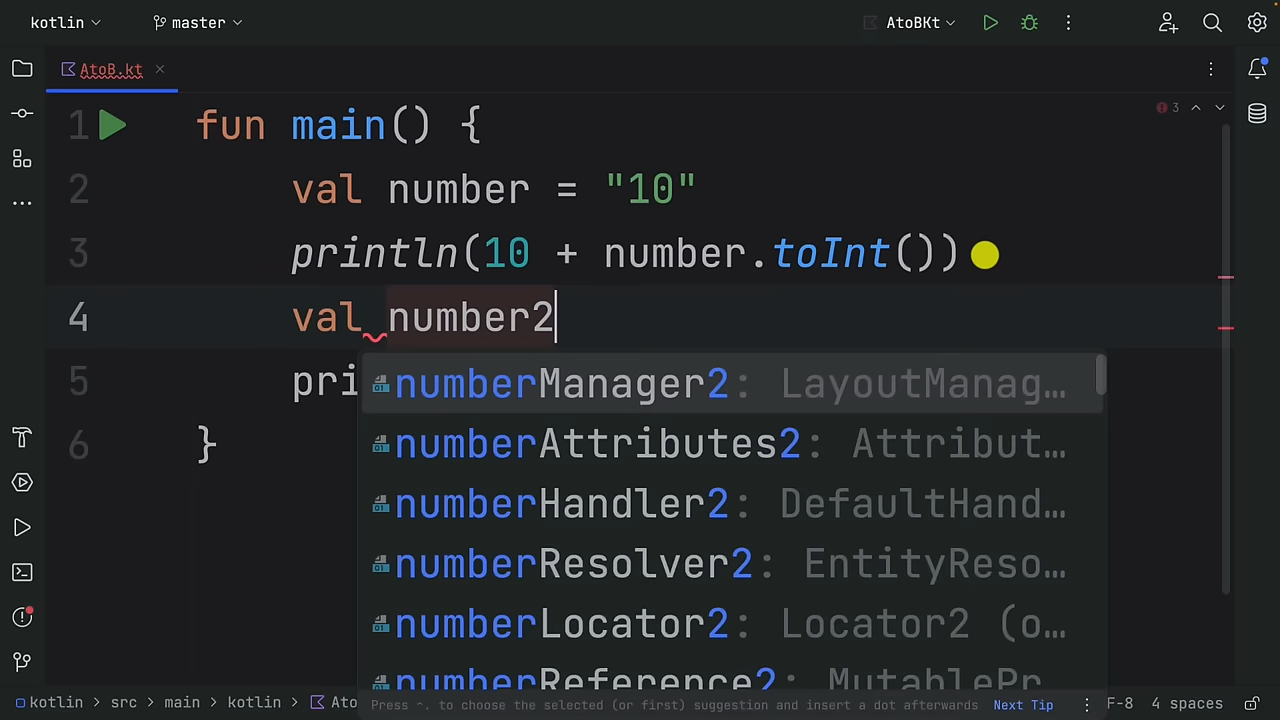 kotlin master AtoBKt
AtoB.kt
1 fun main() {
3
2 val number = "10"
3 println(10 + number.toInt())
4 val number2
5 pri
numberManager2: LayoutManag…
6 }
numberAttributes2: Attribut…
numberHandler2: DefaultHand…
numberResolver2: EntityReso…
numberLocator2: Locator2 (o…
numberReference2: MutablePr…
kotlin > src > main > kotlin > Ato
Press ^. to choose the selected (or first) suggestion and insert a dot afterwards Next Tip
F-8 4 spaces